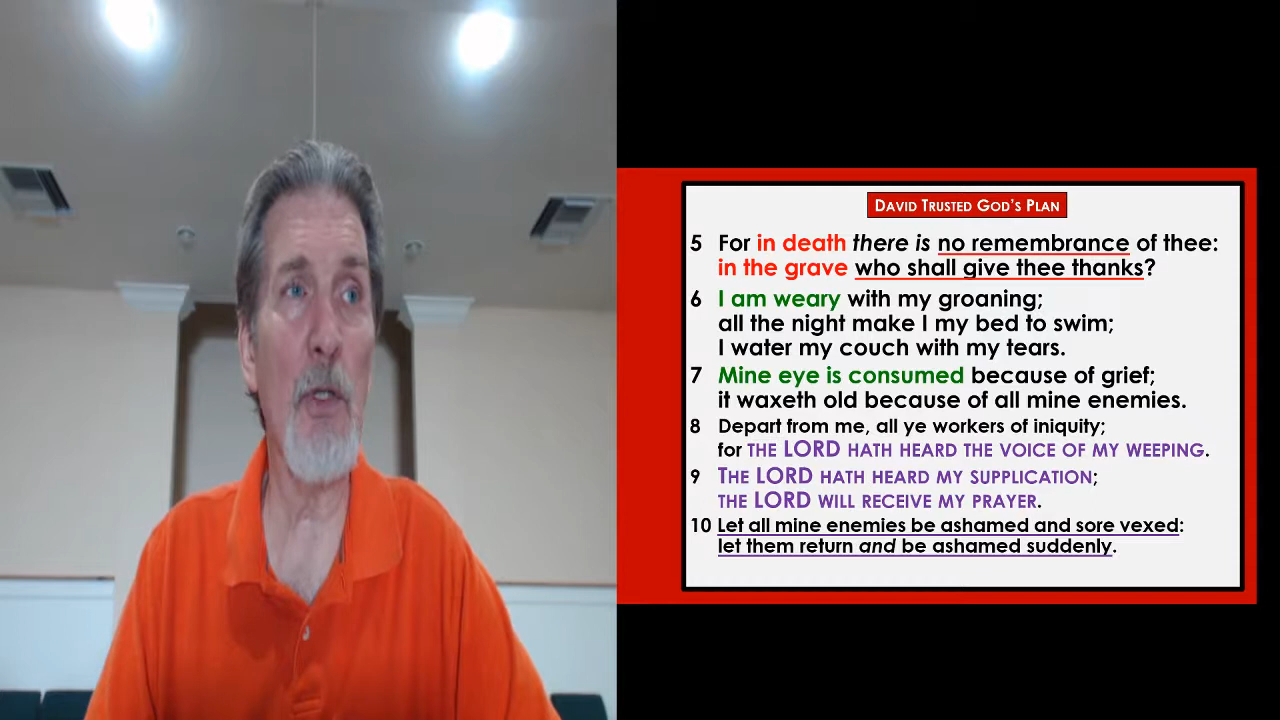 David Trusted God's Plan
5 For in death there is no remembrance of thee:
in the grave who shall give thee thanks?
6 I am weary with my groaning;
all the night make I my bed to swim;
I water my couch with my tears.
7 Mine eye is consumed because of grief;
it waxeth old because of all mine enemies.
8 Depart from me, all ye workers of iniquity;
for THE LORD HATH HEARD THE VOICE OF MY WEEPING.
9 THE LORD HATH HEARD MY SUPPLICATION;
THE LORD WILL RECEIVE MY PRAYER.
10 Let all mine enemies be ashamed and sore vexed:
let them return and be ashamed suddenly.